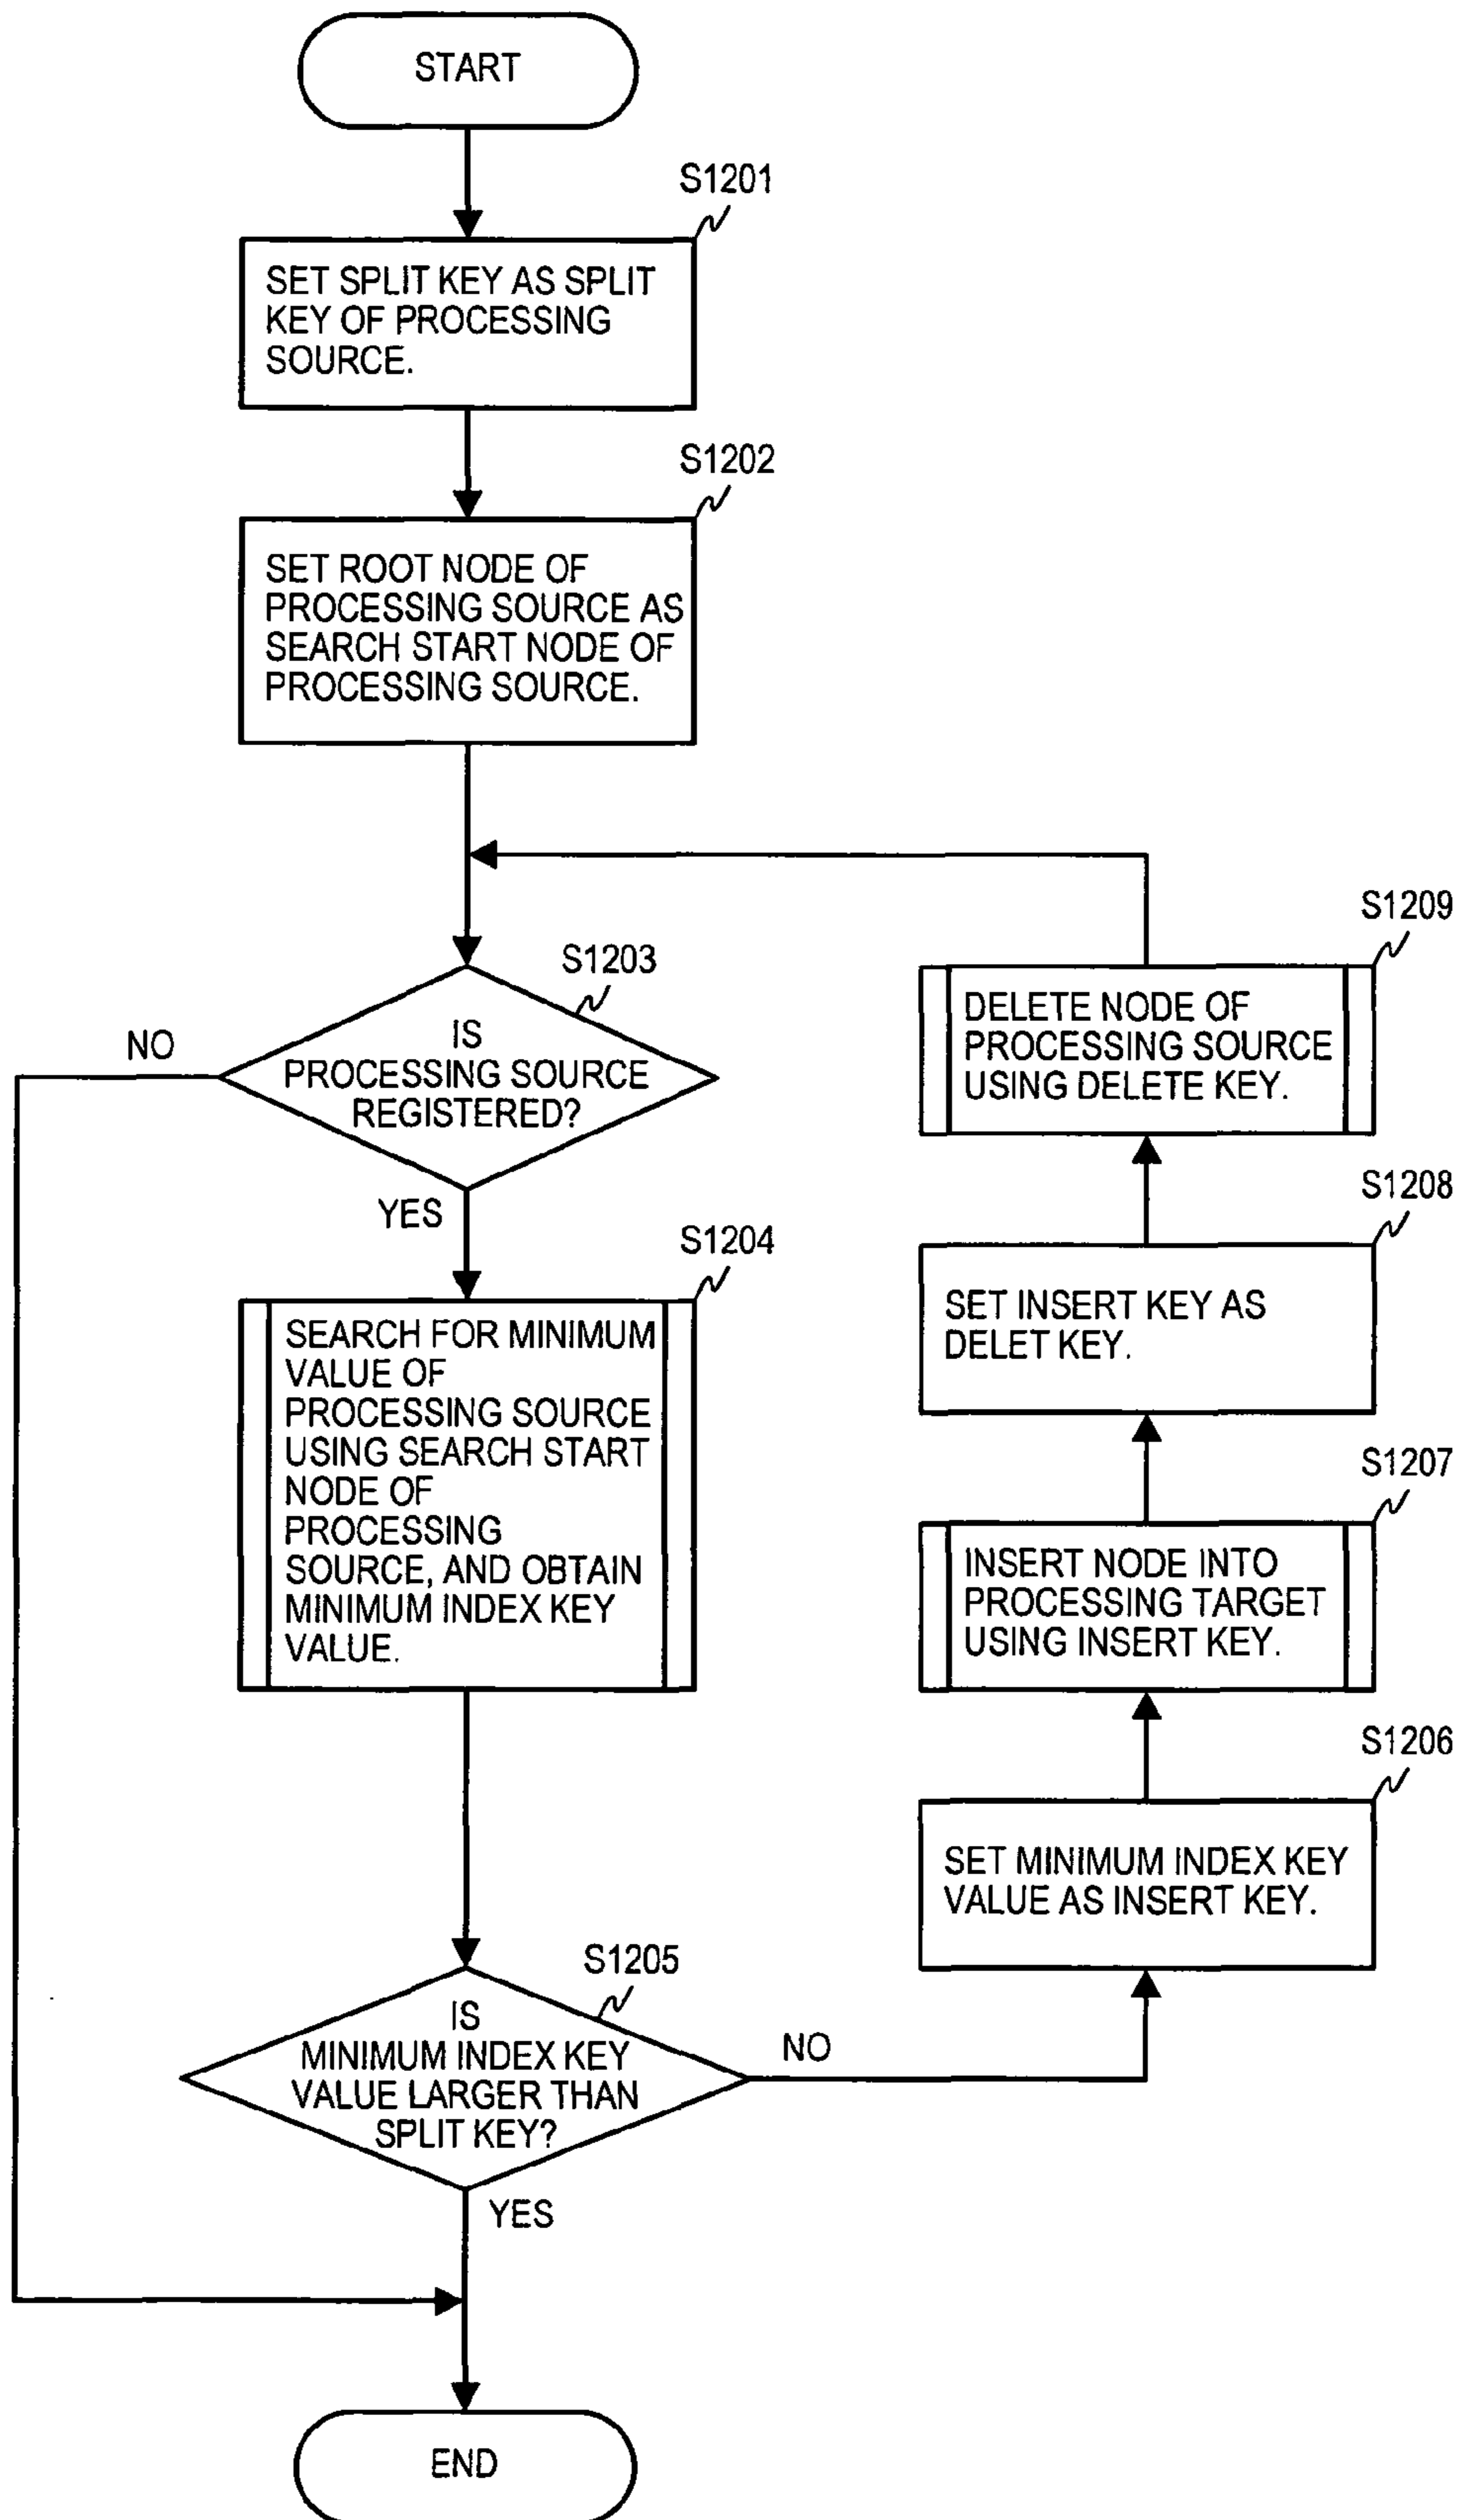 START
S1201
SET SPLIT KEY AS SPLIT
KEY OF PROCESSING
SOURCE.
S1202
SET ROOT NODE OF
PROCESSING SOURCE AS
SEARCH START NODE OF
PROCESSING SOURCE.
S1203
IS
PROCESSING SOURCE
REGISTERED?
NO
YES
S1204
SEARCH FOR MINIMUM
VALUE OF
PROCESSING SOURCE
USING SEARCH START
NODE OF
PROCESSING
SOURCE, AND OBTAIN
MINIMUM INDEX KEY
VALUE.
S1205
IS
MINIMUM INDEX KEY
VALUE LARGER THAN
SPLIT KEY?
NO
YES
S1209
DELETE NODE OF
PROCESSING SOURCE
USING DELETE KEY.
S1208
SET INSERT KEY AS
DELET KEY.
S1207
INSERT NODE INTO
PROCESSING TARGET
USING INSERT KEY.
S1206
SET MINIMUM INDEX KEY
VALUE AS INSERT KEY.
END